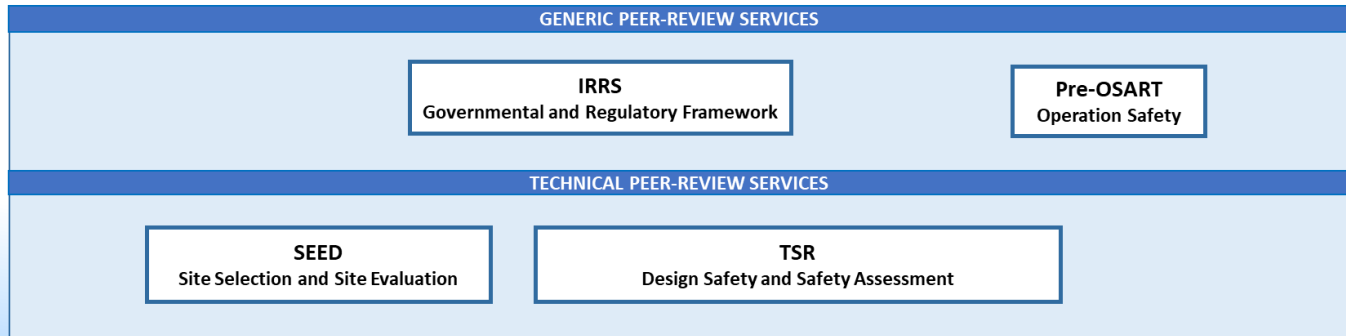 GENERIC PEER-REVIEW SERVICES
IRRS
Governmental and Regulatory Framework
Pre-OSART
Operation Safety
TECHNICAL PEER-REVIEW SERVICES
SEED
Site Selection and Site Evaluation
TSR
Design Safety and Safety Assessment